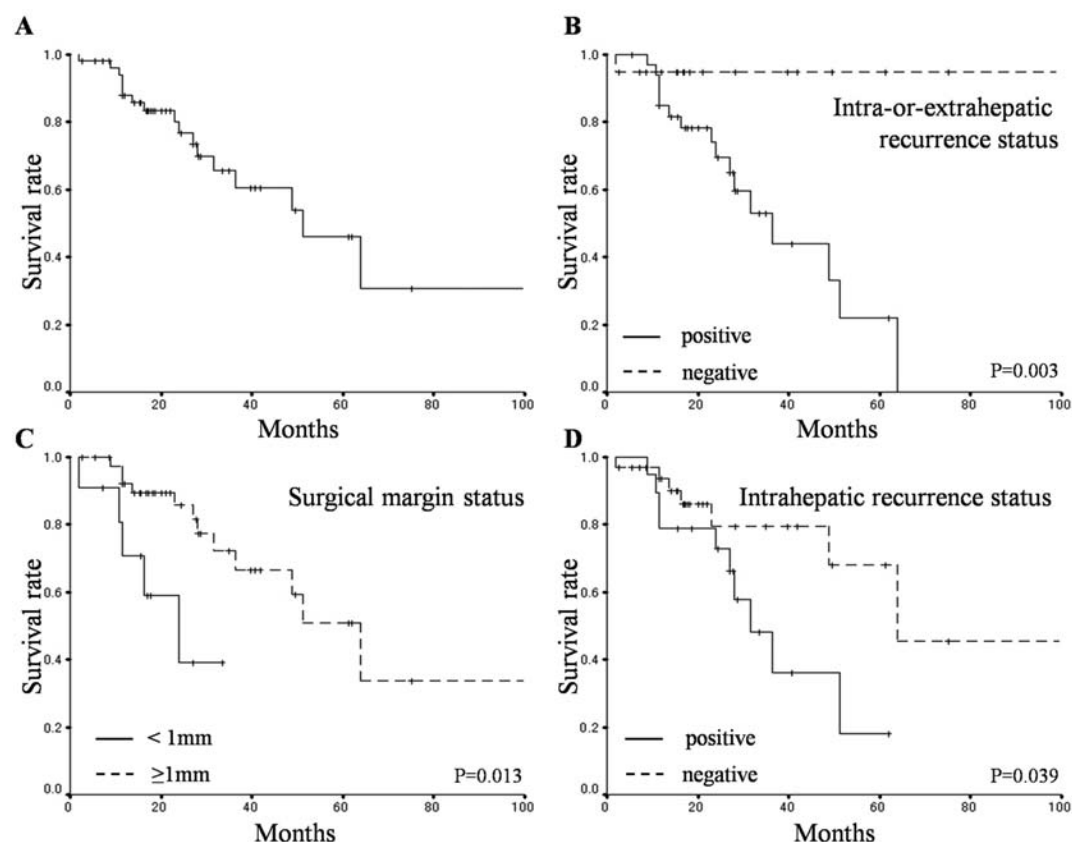 A
1.0
0.8
0.6
0.4
0.2
0.0
Survival rate
0 20 40 60 80 100
Months
B
1.0
0.8
0.6
0.4
0.2
0.0
Survival rate
Intra-or-extrahepatic
recurrence status
positive
negative
P=0.003
0 20 40 60 80 100
Months
C
1.0
0.8
0.6
0.4
0.2
0.0
Survival rate
Surgical margin status
< 1mm
≥1mm
P=0.013
0 20 40 60 80 100
Months
D
1.0
0.8
0.6
0.4
0.2
0.0
Survival rate
Intrahepatic recurrence status
positive
negative
P=0.039
0 20 40 60 80 100
Months